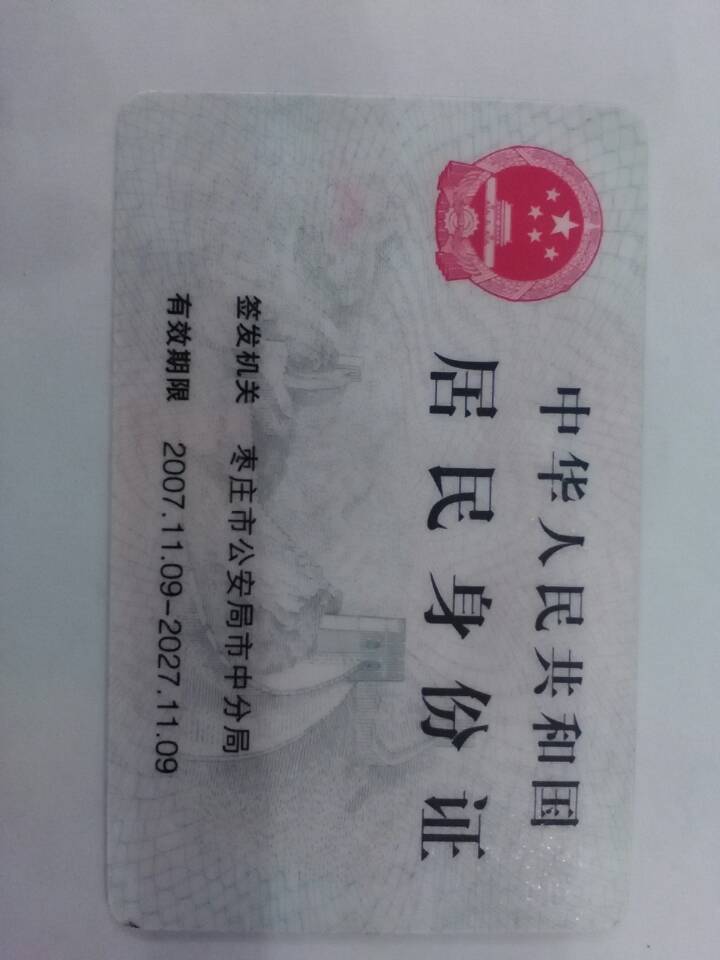 中华人民共和国
居民身份证
签发机关 枣庄市公安局市中分局
有效期限 2007.11.09-2027.11.09